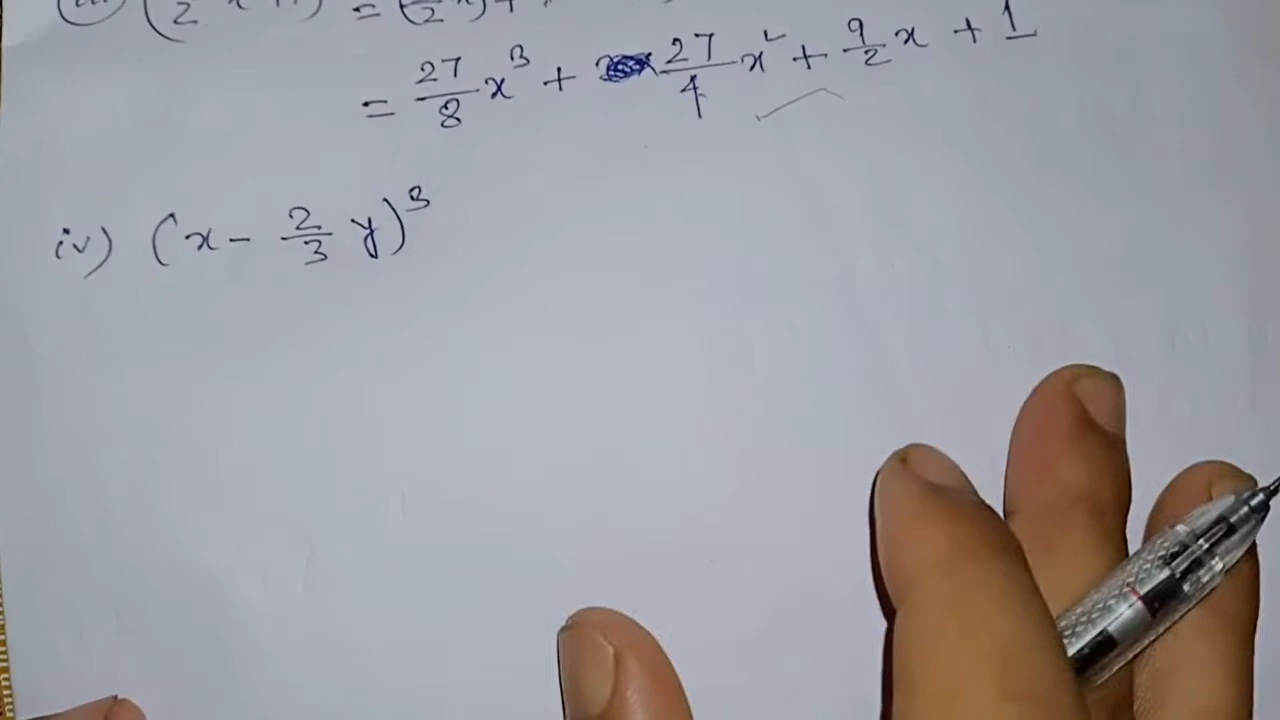 = 27/8 x³ + 27/4 x² + 9/2 x + 1
iv) (x - 2/3 y)³